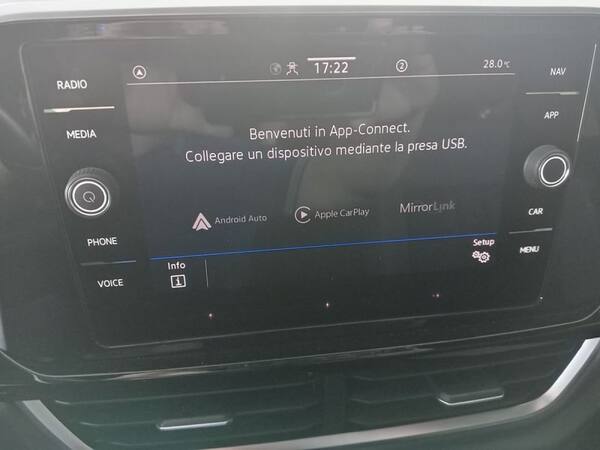 RADIO
MEDIA
PHONE
VOICE
17:22
2
28.0°C
Benvenuti in App-Connect.
Collegare un dispositivo mediante la presa USB.
Android Auto
Apple CarPlay
MirrorLink
Info
i
Setup
NAV
APP
CAR
MENU